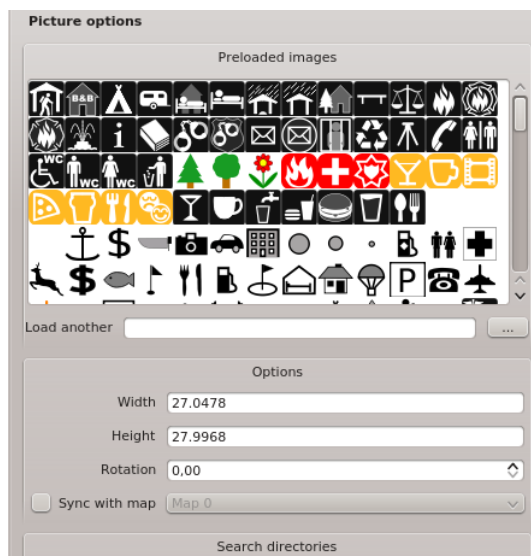 Picture options
Preloaded images
B&B
i
WC
WC
WC
$
$
P
Load another
...
Options
Width 27.0478
Height 27.9968
Rotation 0,00
Sync with map Map 0
Search directories